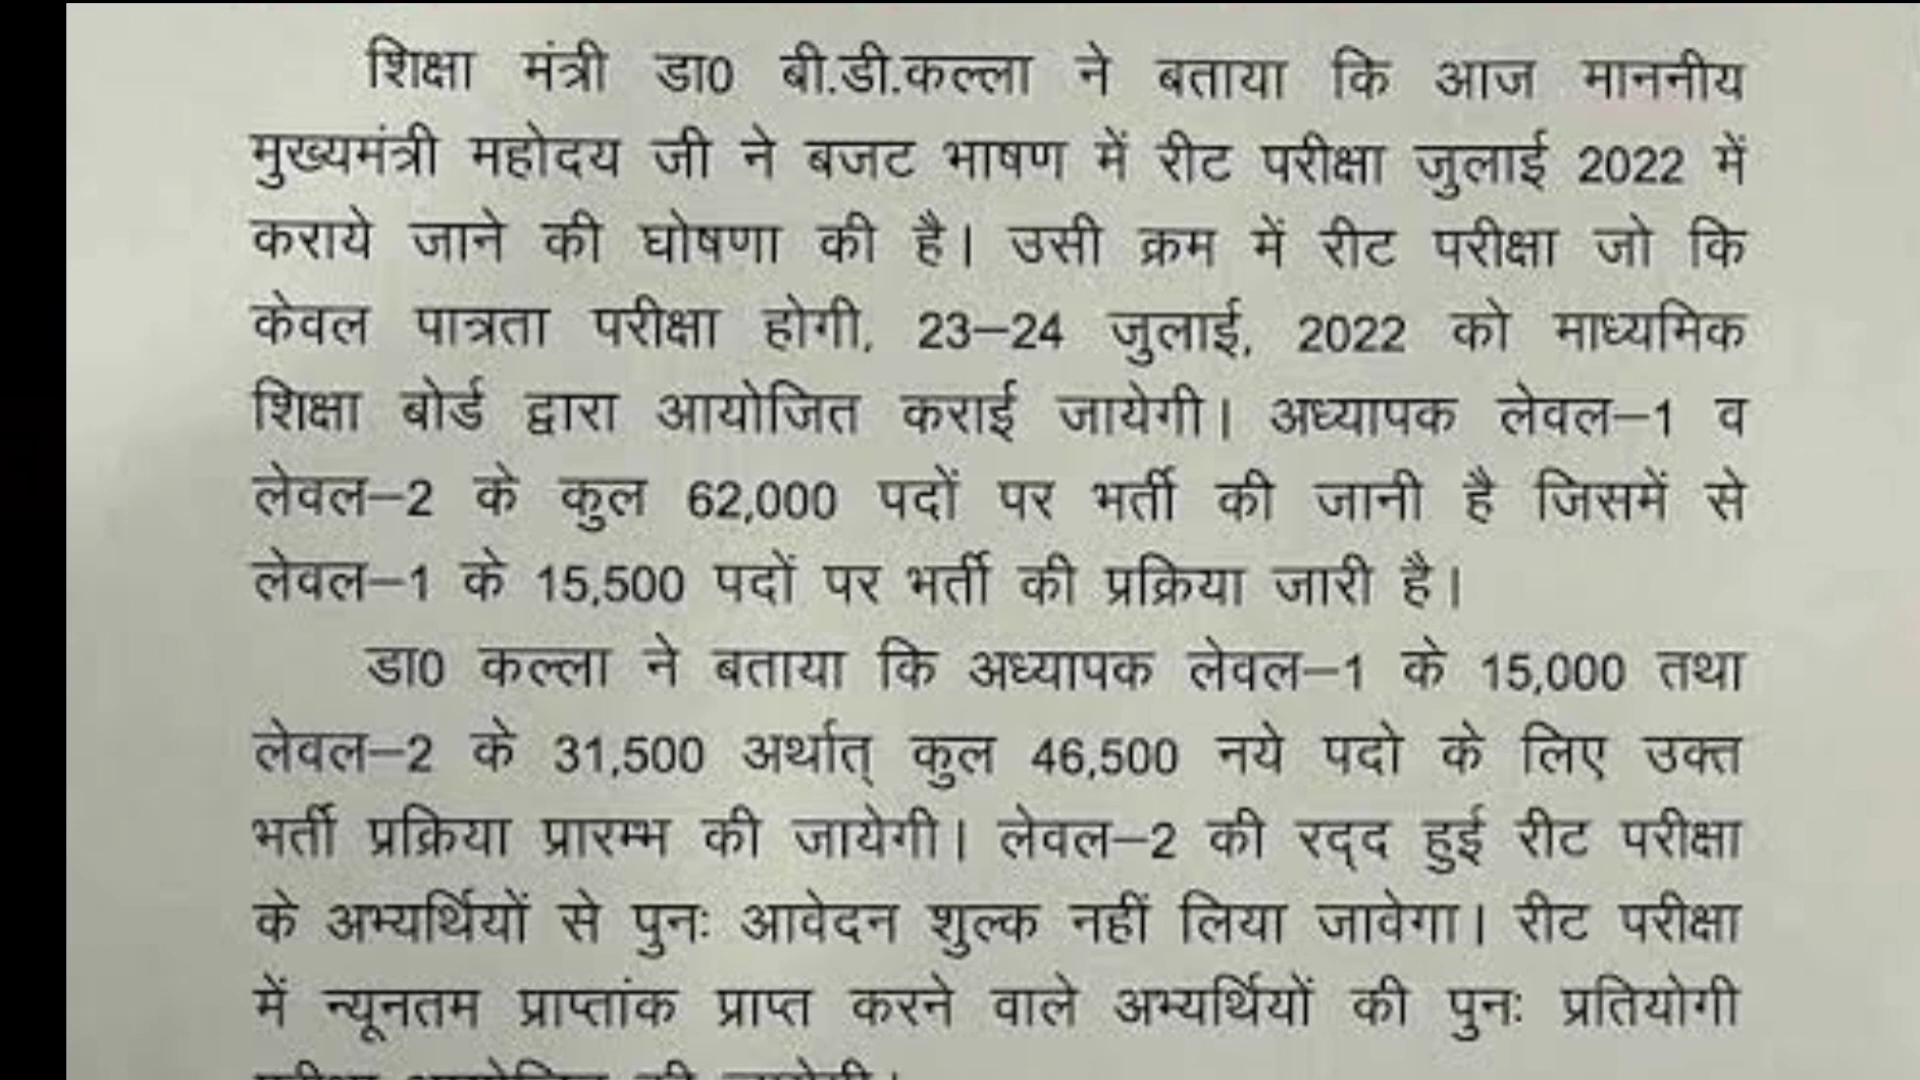 शिक्षा मंत्री डा0 बी.डी.कल्ला ने बताया कि आज माननीय
मुख्यमंत्री महोदय जी ने बजट भाषण में रीट परीक्षा जुलाई 2022 में
कराये जाने की घोषणा की है। उसी क्रम में रीट परीक्षा जो कि
केवल पात्रता परीक्षा होगी, 23–24 जुलाई, 2022 को माध्यमिक
शिक्षा बोर्ड द्वारा आयोजित कराई जायेगी। अध्यापक लेवल–1 व
लेवल–2 के कुल 62,000 पदों पर भर्ती की जानी है जिसमें से
लेवल–1 के 15,500 पदों पर भर्ती की प्रक्रिया जारी है।
डा0 कल्ला ने बताया कि अध्यापक लेवल–1 के 15,000 तथा
लेवल–2 के 31,500 अर्थात् कुल 46,500 नये पदो के लिए उक्त
भर्ती प्रक्रिया प्रारम्भ की जायेगी। लेवल–2 की रद्द हुई रीट परीक्षा
के अभ्यर्थियों से पुनः आवेदन शुल्क नहीं लिया जावेगा। रीट परीक्षा
में न्यूनतम प्राप्तांक प्राप्त करने वाले अभ्यर्थियों की पुनः प्रतियोगी